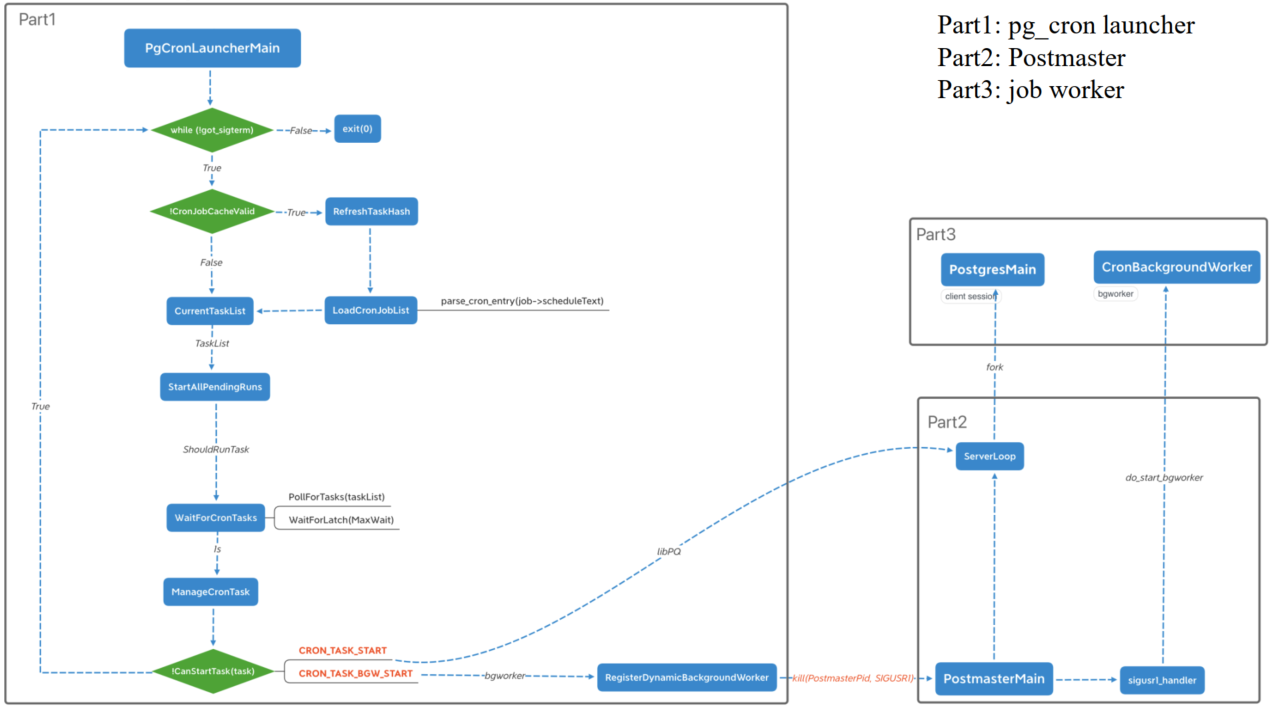 Part1
PgCronLauncherMain
Part1: pg_cron launcher
Part2: Postmaster
Part3: job worker
while (!got_sigterm)
False
exit(0)
True
!CronJobCacheValid
True
RefreshTaskHash
False
CurrentTaskList
LoadCronJobList
parse_cron_entry(job->scheduleText)
TaskList
StartAllPendingRuns
True
ShouldRunTask
WaitForCronTasks
PollForTasks(taskList)
WaitForLatch(MaxWait)
1s
ManageCronTask
!CanStartTask(task)
CRON_TASK_START
CRON_TASK_BGW_START
libPQ
bgworker
RegisterDynamicBackgroundWorker
kill(PostmasterPid, SIGUSR1)
Part3
PostgresMain
client session
CronBackgroundWorker
bgworker
fork
Part2
ServerLoop
do_start_bgworker
PostmasterMain
sigusr1_handler